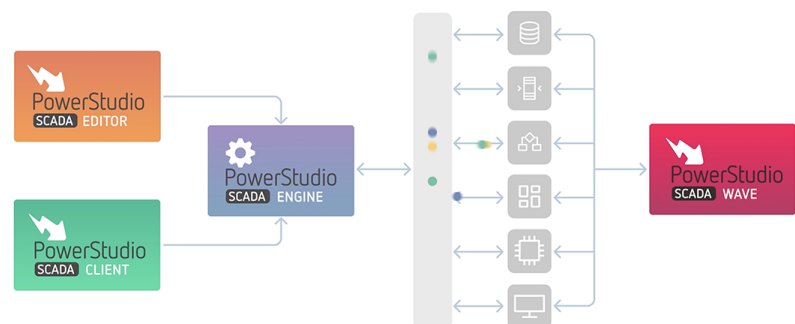 PowerStudio
SCADA EDITOR
PowerStudio
SCADA ENGINE
PowerStudio
SCADA CLIENT
PowerStudio
SCADA WAVE